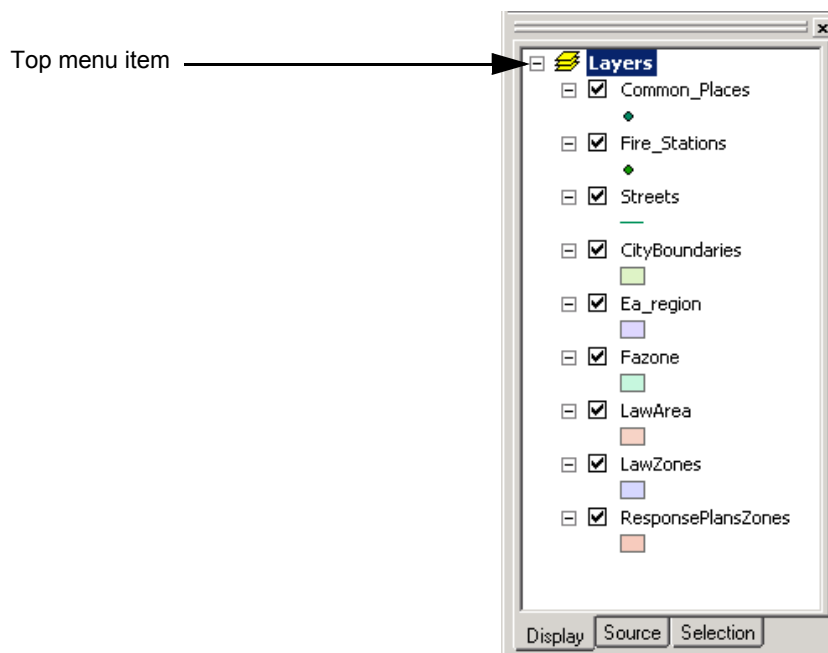 Top menu item
Layers
Common_Places
Fire_Stations
Streets
CityBoundaries
Ea_region
Fazone
LawArea
LawZones
ResponsePlansZones
Display Source Selection